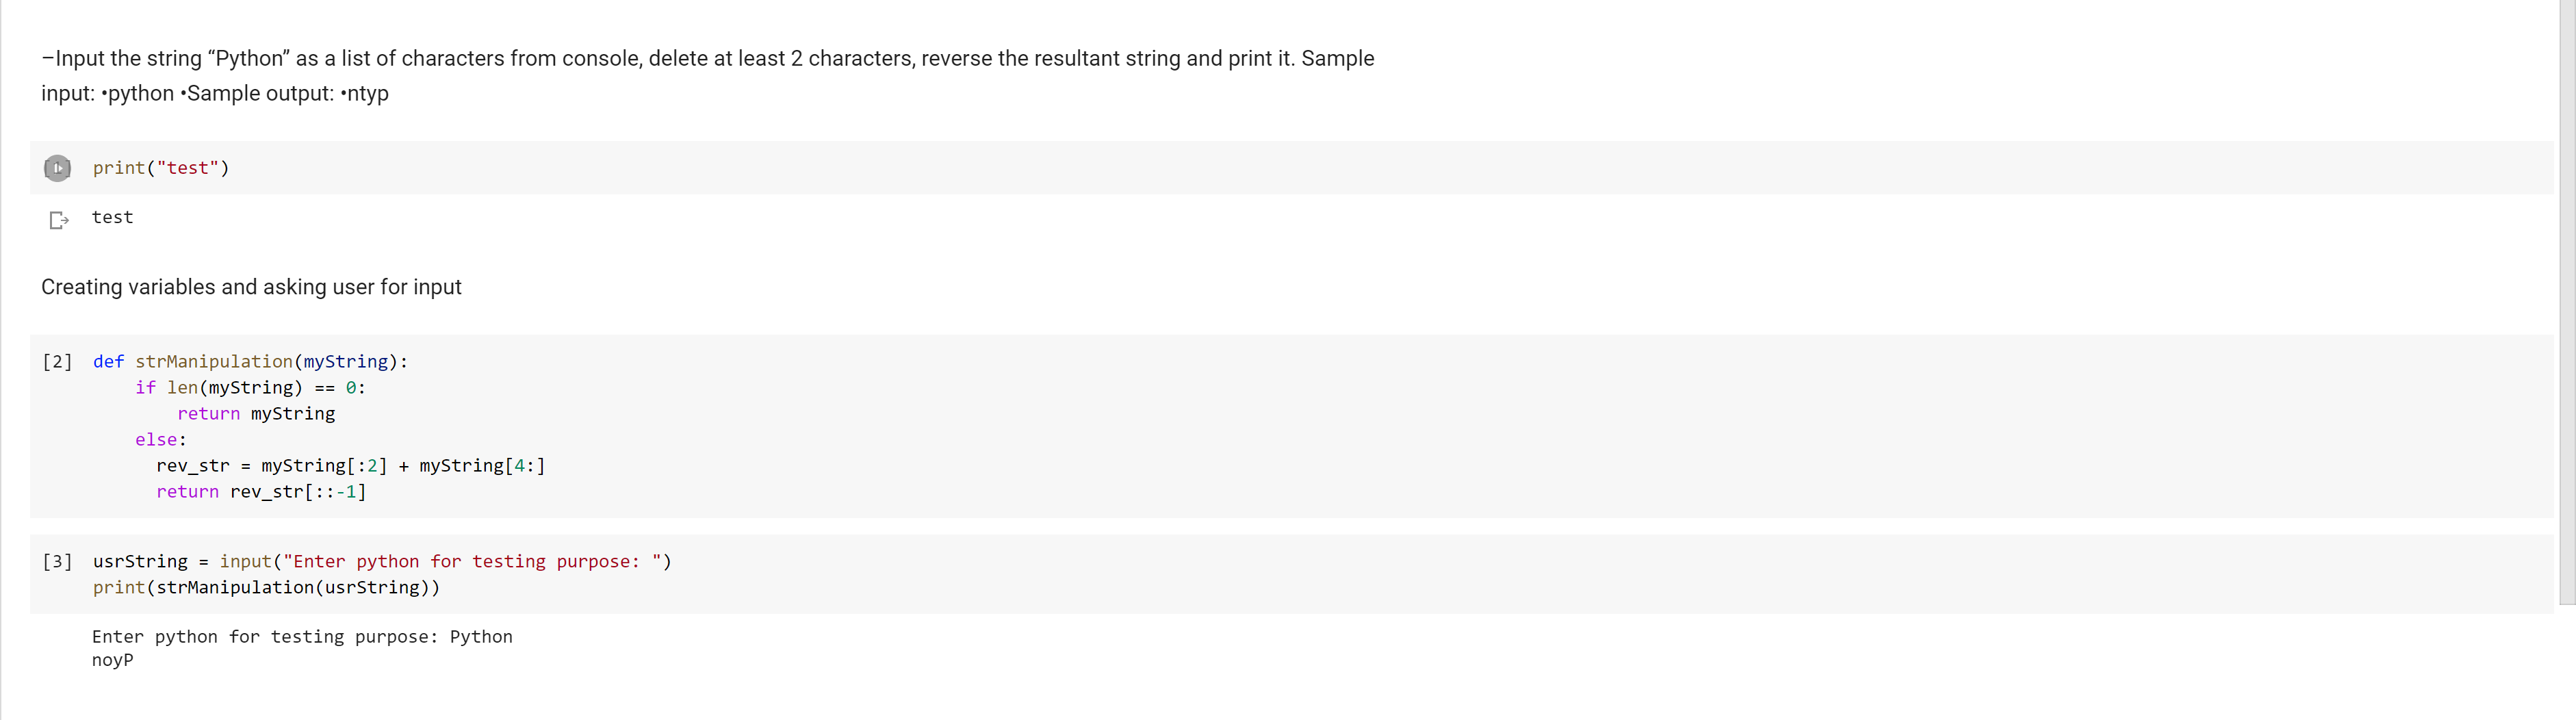 –Input the string “Python” as a list of characters from console, delete at least 2 characters, reverse the resultant string and print it. Sample
input: •python •Sample output: •ntyp
print("test")
test
Creating variables and asking user for input
[2] def strManipulation(myString):
    if len(myString) == 0:
        return myString
    else:
      rev_str = myString[:2] + myString[4:]
      return rev_str[::-1]
[3] usrString = input("Enter python for testing purpose: ")
print(strManipulation(usrString))
Enter python for testing purpose: Python
noyP